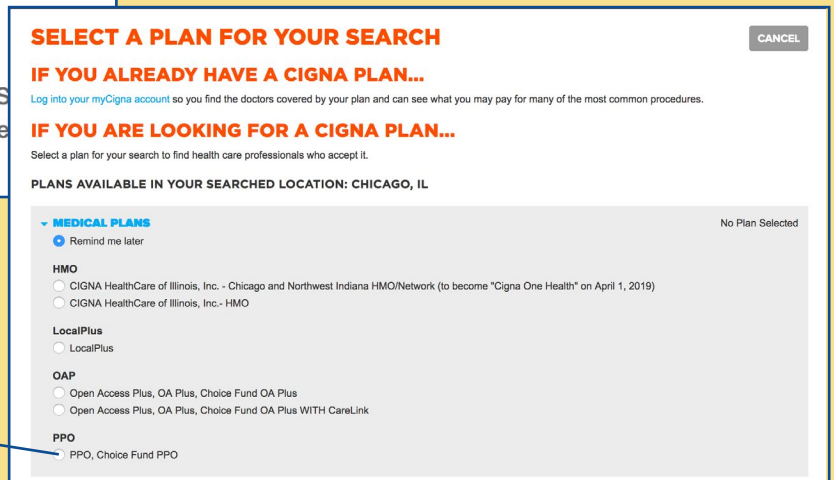 SELECT A PLAN FOR YOUR SEARCH
CANCEL
IF YOU ALREADY HAVE A CIGNA PLAN...
Log into your myCigna account so you find the doctors covered by your plan and can see what you may pay for many of the most common procedures.
IF YOU ARE LOOKING FOR A CIGNA PLAN...
Select a plan for your search to find health care professionals who accept it.
PLANS AVAILABLE IN YOUR SEARCHED LOCATION: CHICAGO, IL
MEDICAL PLANS
No Plan Selected
Remind me later
HMO
CIGNA HealthCare of Illinois, Inc. - Chicago and Northwest Indiana HMO/Network (to become "Cigna One Health" on April 1, 2019)
CIGNA HealthCare of Illinois, Inc.- HMO
LocalPlus
LocalPlus
OAP
Open Access Plus, OA Plus, Choice Fund OA Plus
Open Access Plus, OA Plus, Choice Fund OA Plus WITH CareLink
PPO
PPO, Choice Fund PPO